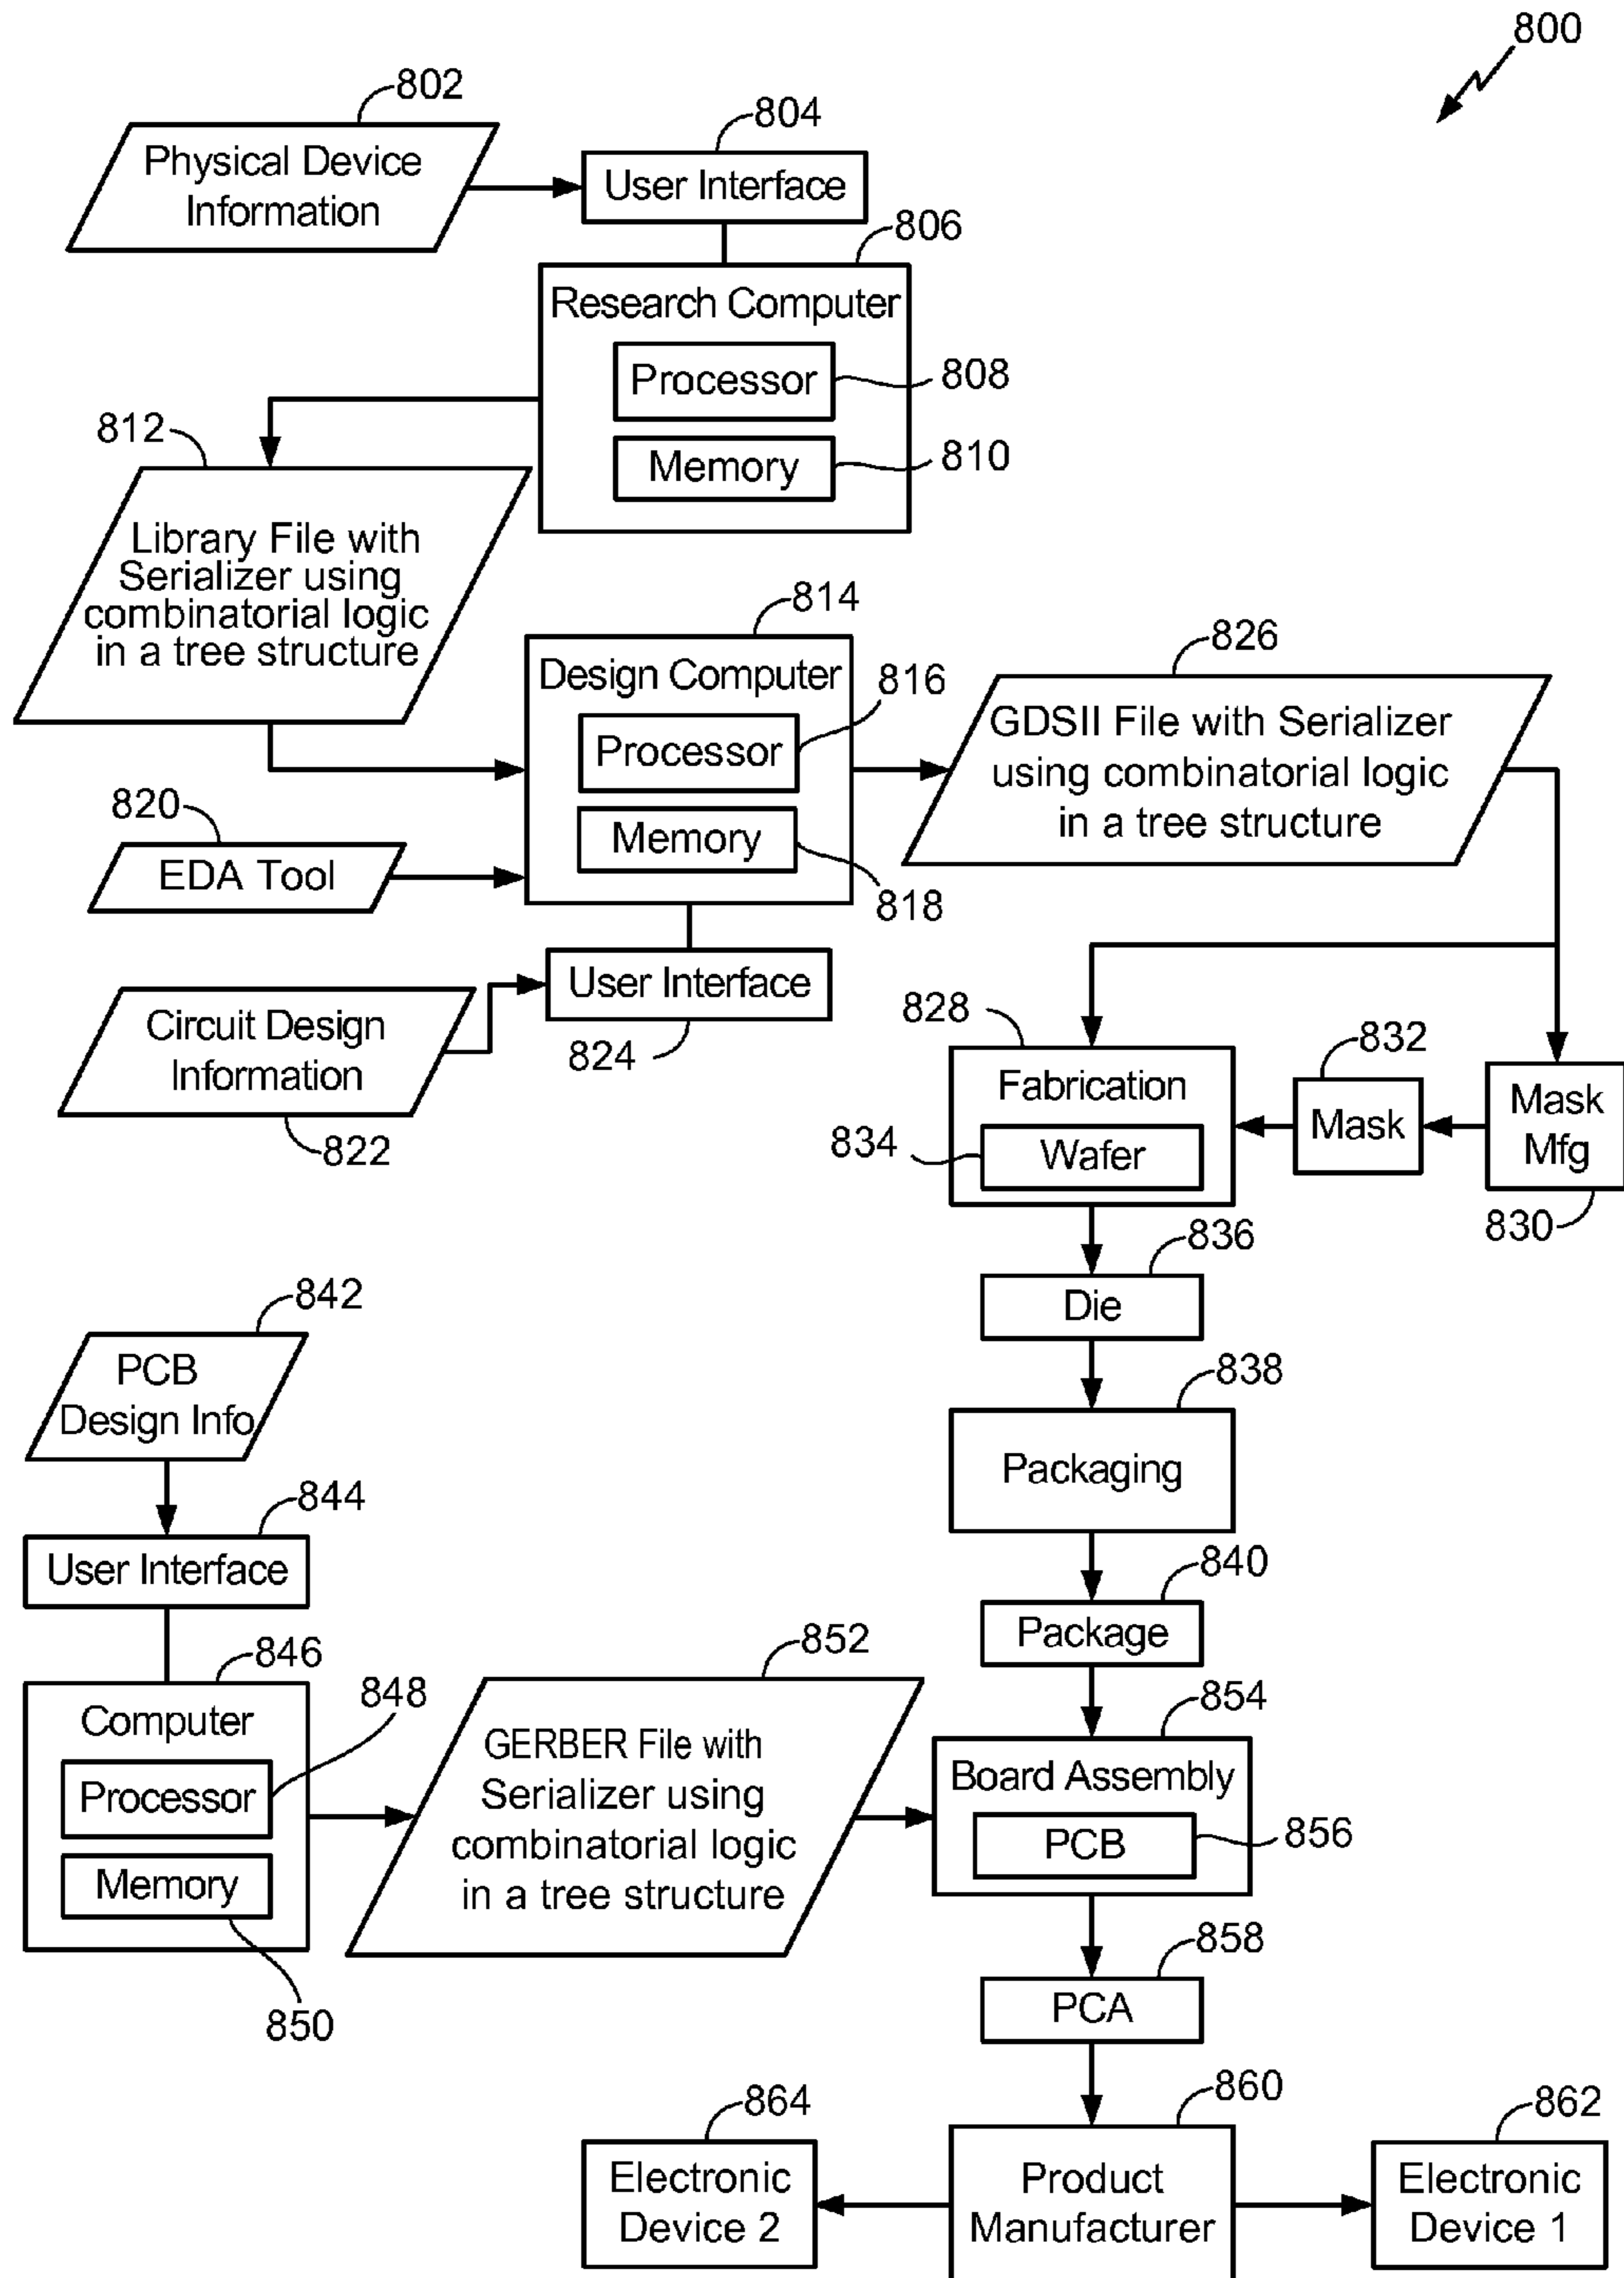 800
802
Physical Device
Information
804
User Interface
806
Research Computer
Processor
808
Memory
810
812
Library File with
Serializer using
combinatorial logic
in a tree structure
814
Design Computer
816
Processor
Memory
818
820
EDA Tool
User Interface
824
Circuit Design
Information
822
826
GDSII File with Serializer
using combinatorial logic
in a tree structure
828
Fabrication
834
Wafer
832
Mask
Mask
Mfg
830
836
Die
838
Packaging
840
Package
842
PCB
Design Info
844
User Interface
846
Computer
848
Processor
Memory
850
852
GERBER File with
Serializer using
combinatorial logic
in a tree structure
854
Board Assembly
PCB
856
858
PCA
860
Product
Manufacturer
864
Electronic
Device 2
862
Electronic
Device 1